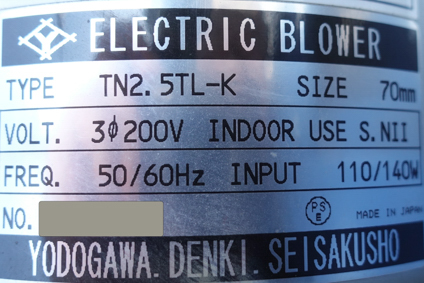 ELECTRIC BLOWER
TYPE TN2.5TL-K SIZE 70mm
VOLT. 3φ200V INDOOR USE S.NII
FREQ. 50/60Hz INPUT 110/140W
NO. PS E MADE IN JAPAN
YODOGAWA.DENKI.SEISAKUSHO